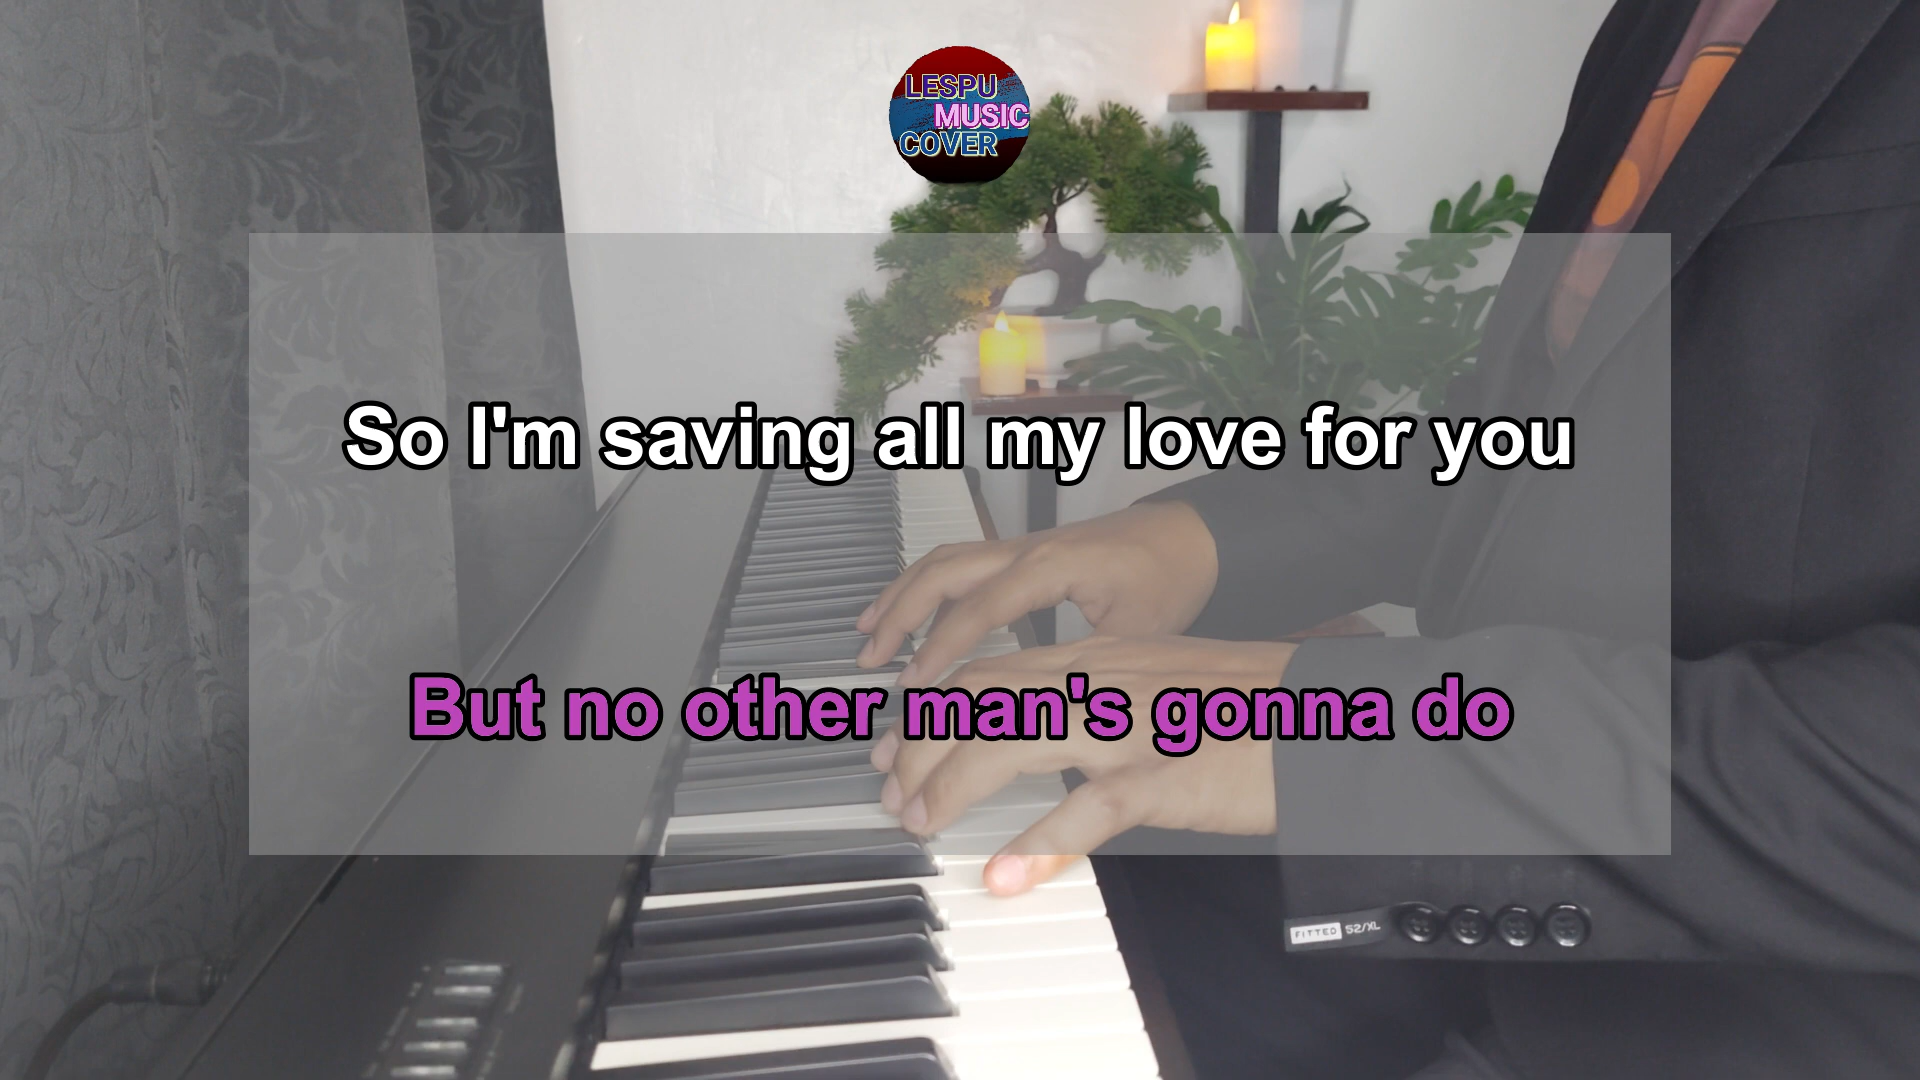 LESPU
MUSIC
COVER
So I'm saving all my love for you
But no other man's gonna do
FITTED 52/XL